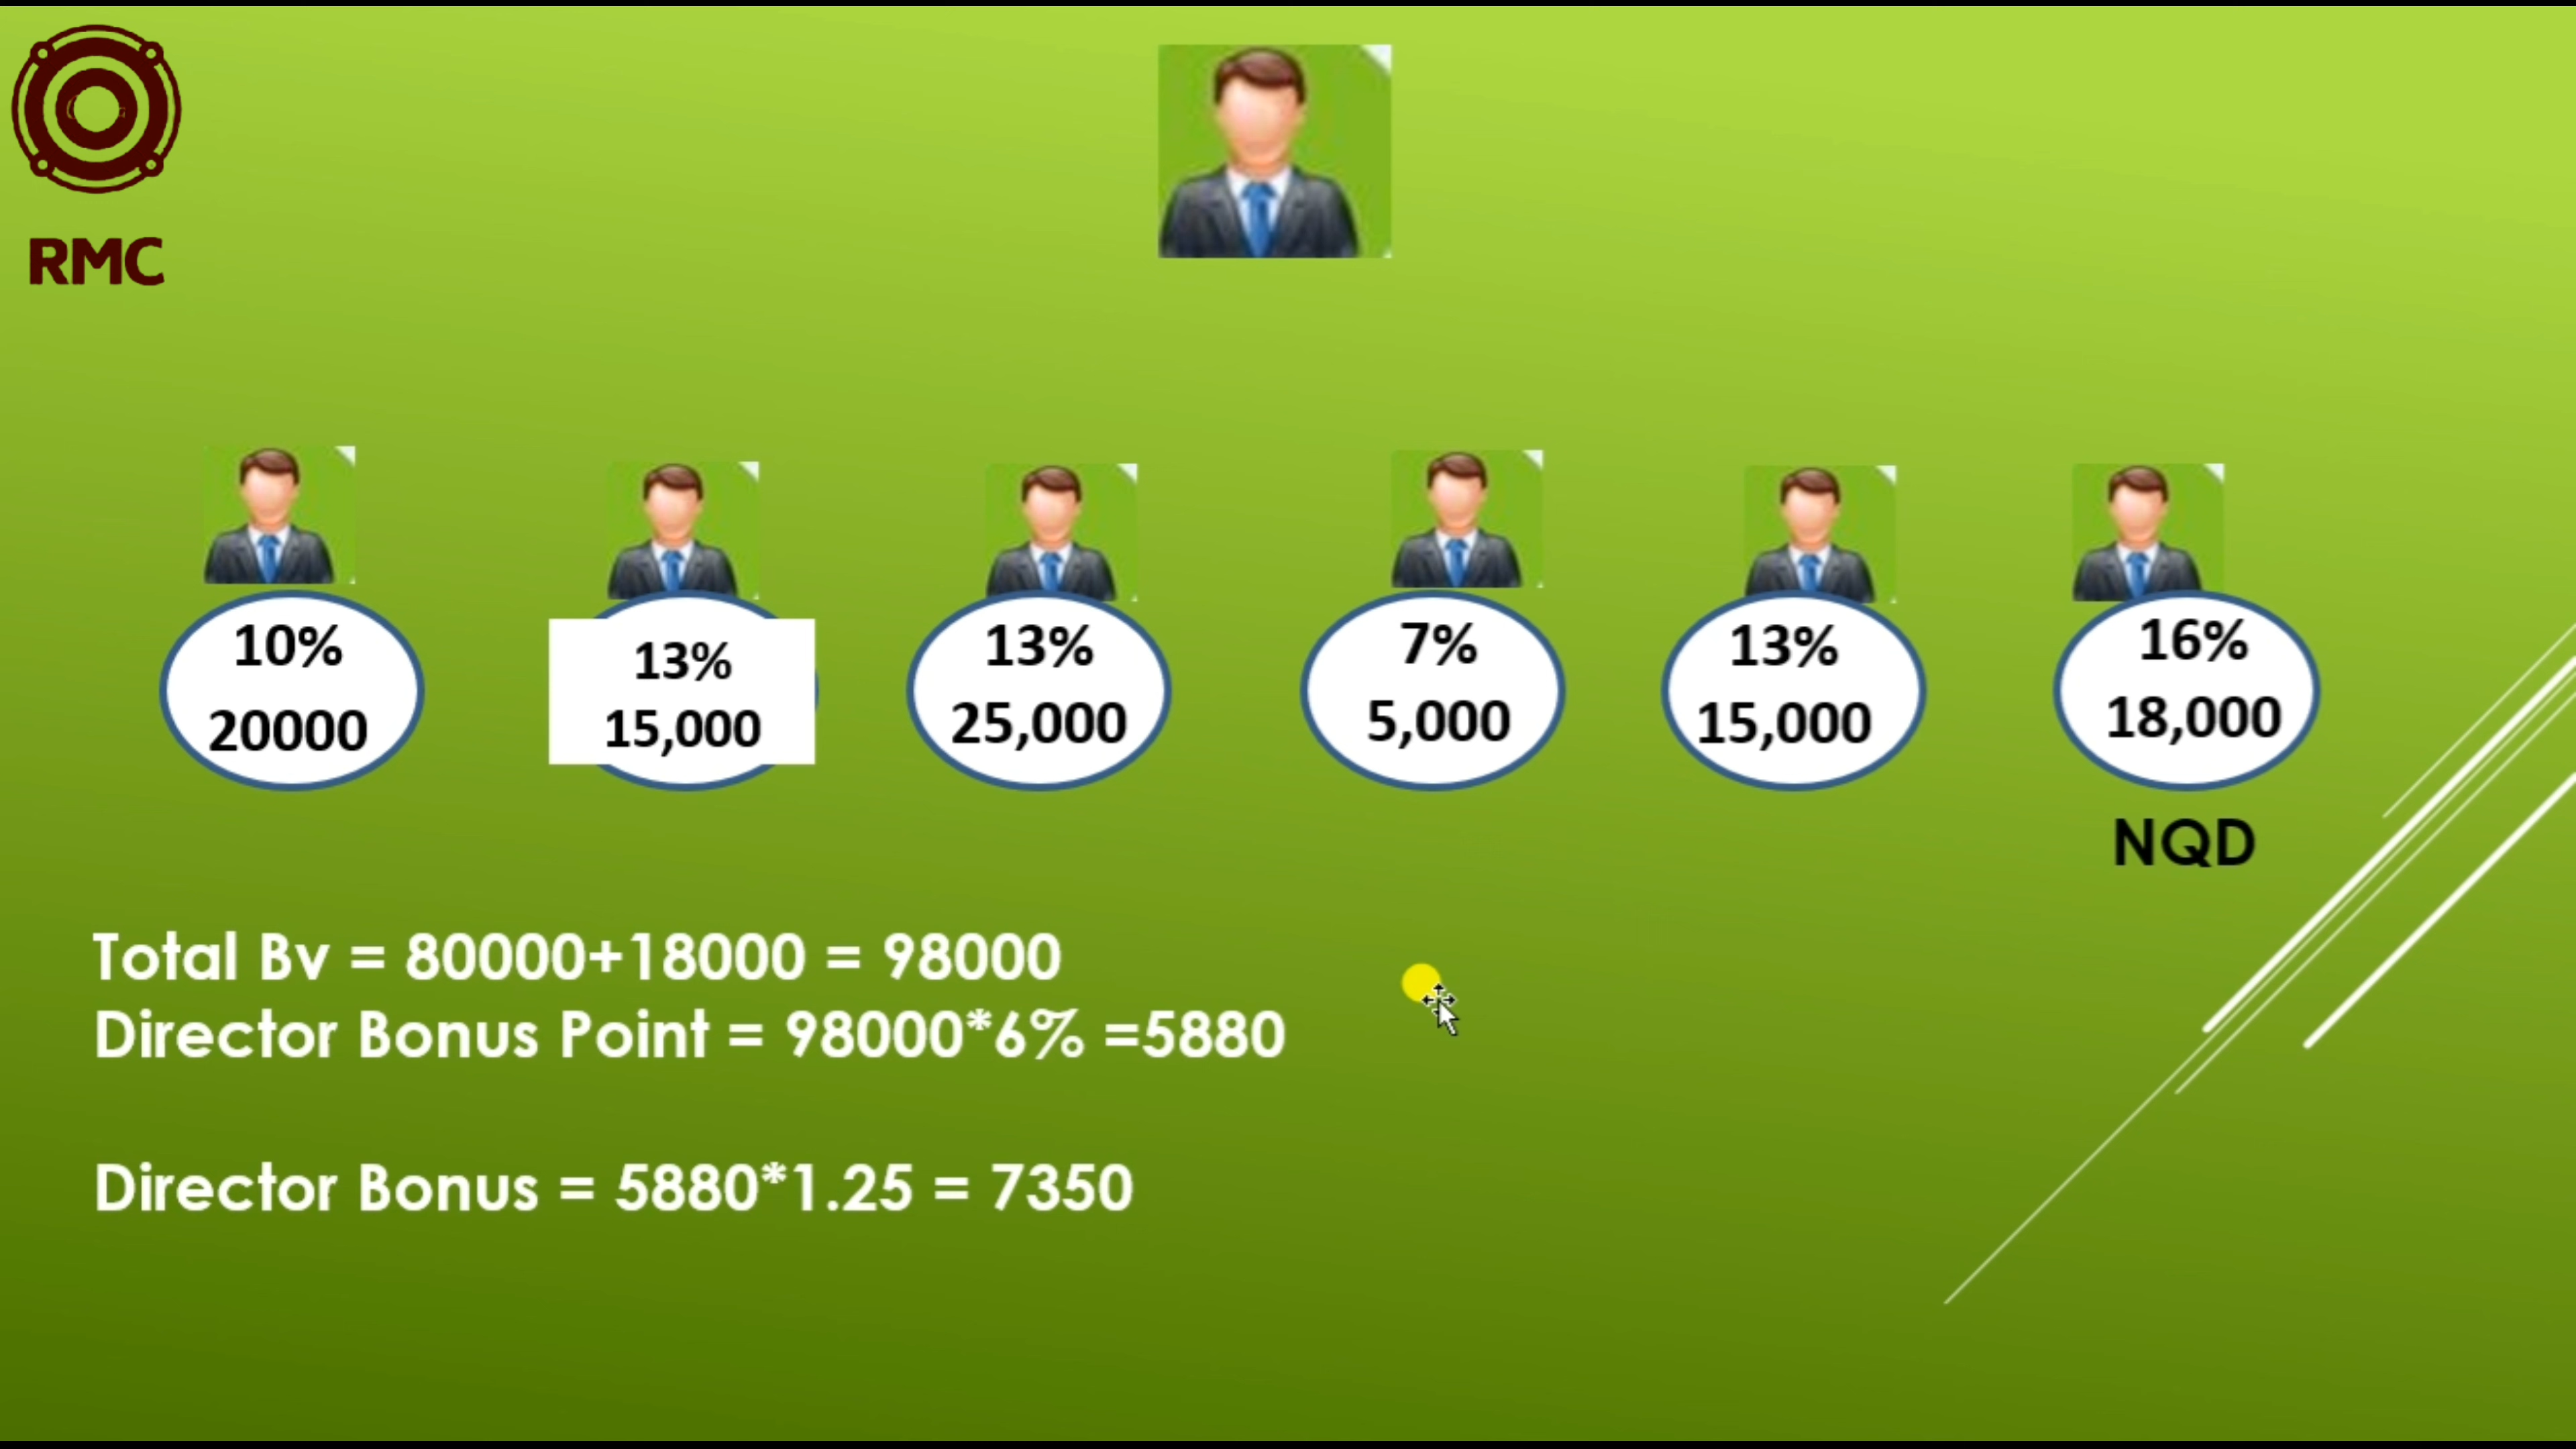 RMC
10%
20000
13%
15,000
13%
25,000
7%
5,000
13%
15,000
16%
18,000
NQD
Total Bv = 80000+18000 = 98000
Director Bonus Point = 98000*6% =5880
Director Bonus = 5880*1.25 = 7350